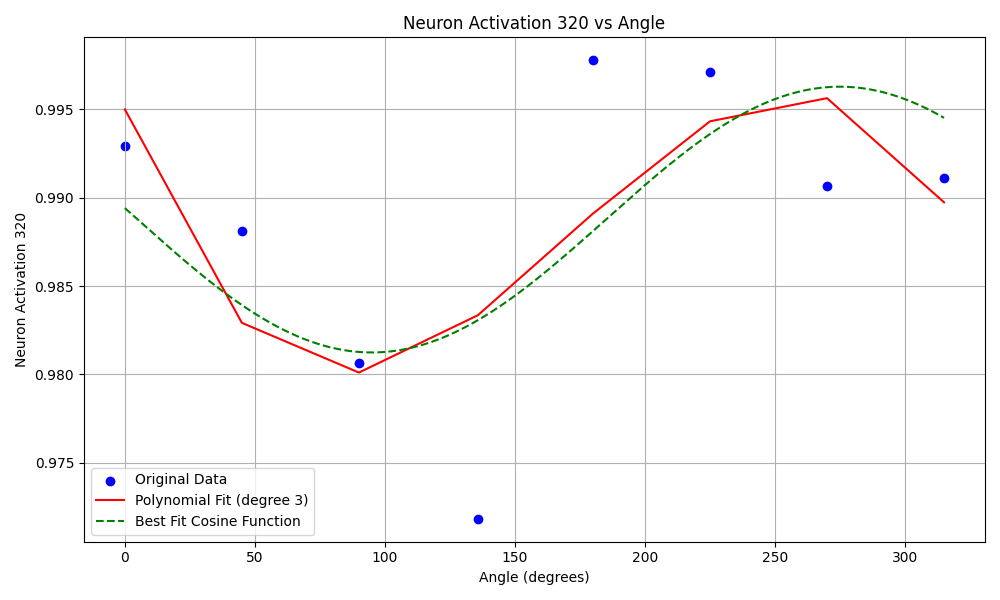 Neuron Activation 320 vs Angle
Neuron Activation 320
0.995
0.990
0.985
0.980
0.975
Original Data
Polynomial Fit (degree 3)
Best Fit Cosine Function
0 50 100 150 200 250 300
Angle (degrees)